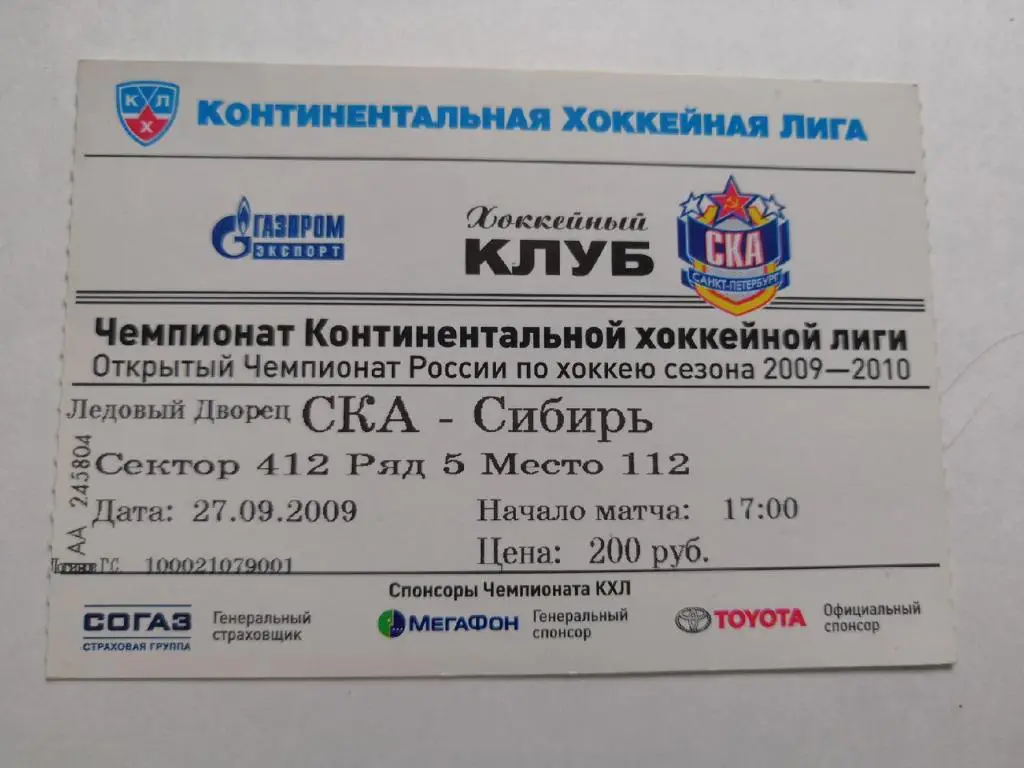 КХЛ
КОНТИНЕНТАЛЬНАЯ ХОККЕЙНАЯ ЛИГА
ГАЗПРОМ
ЭКСПОРТ
Хоккейный
КЛУБ
СКА
САНКТ-ПЕТЕРБУРГ
Чемпионат Континентальной хоккейной лиги
Открытый Чемпионат России по хоккею сезона 2009—2010
Ледовый Дворец СКА - Сибирь
Сектор 412 Ряд 5 Место 112
АА 245804
Дата: 27.09.2009 Начало матча: 17:00
Цена: 200 руб.
Логинов Г.С. 100021079001
Спонсоры Чемпионата КХЛ
СОГАЗ
СТРАХОВАЯ ГРУППА
Генеральный
страховщик
МЕГАФОН
Генеральный
спонсор
TOYOTA
Официальный
спонсор